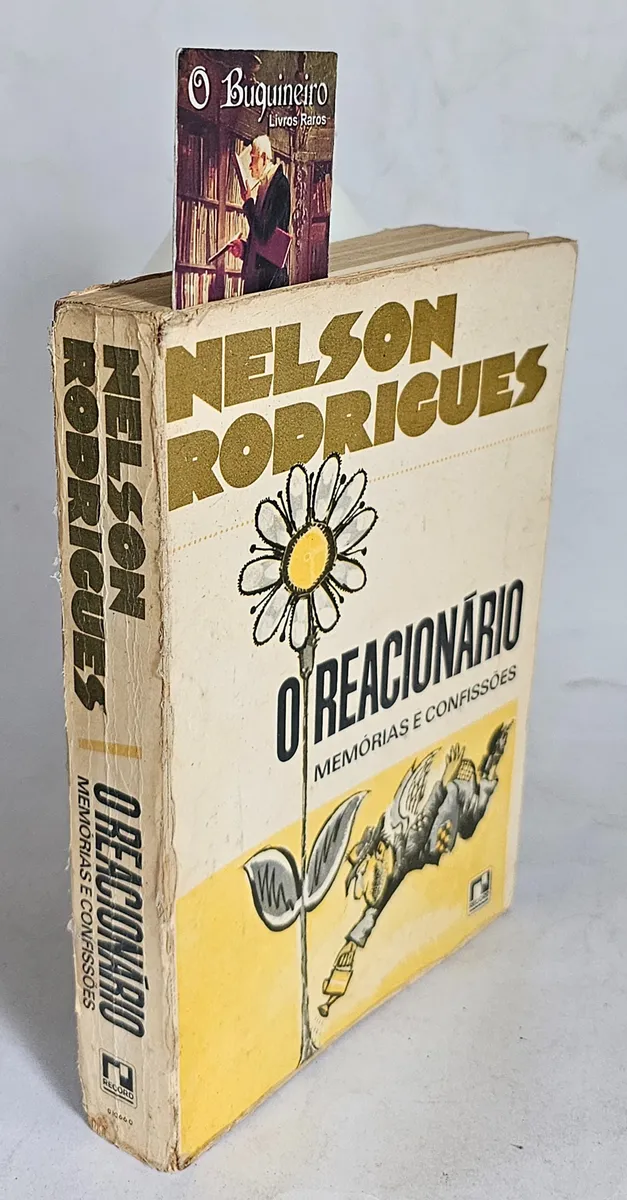 O Buquineiro
Livros Raros
NELSON
RODRIGUES
O REACIONÁRIO
MEMÓRIAS E CONFISSÕES
NELSON
RODRIGUES
O REACIONÁRIO
MEMÓRIAS E CONFISSÕES
RECORD